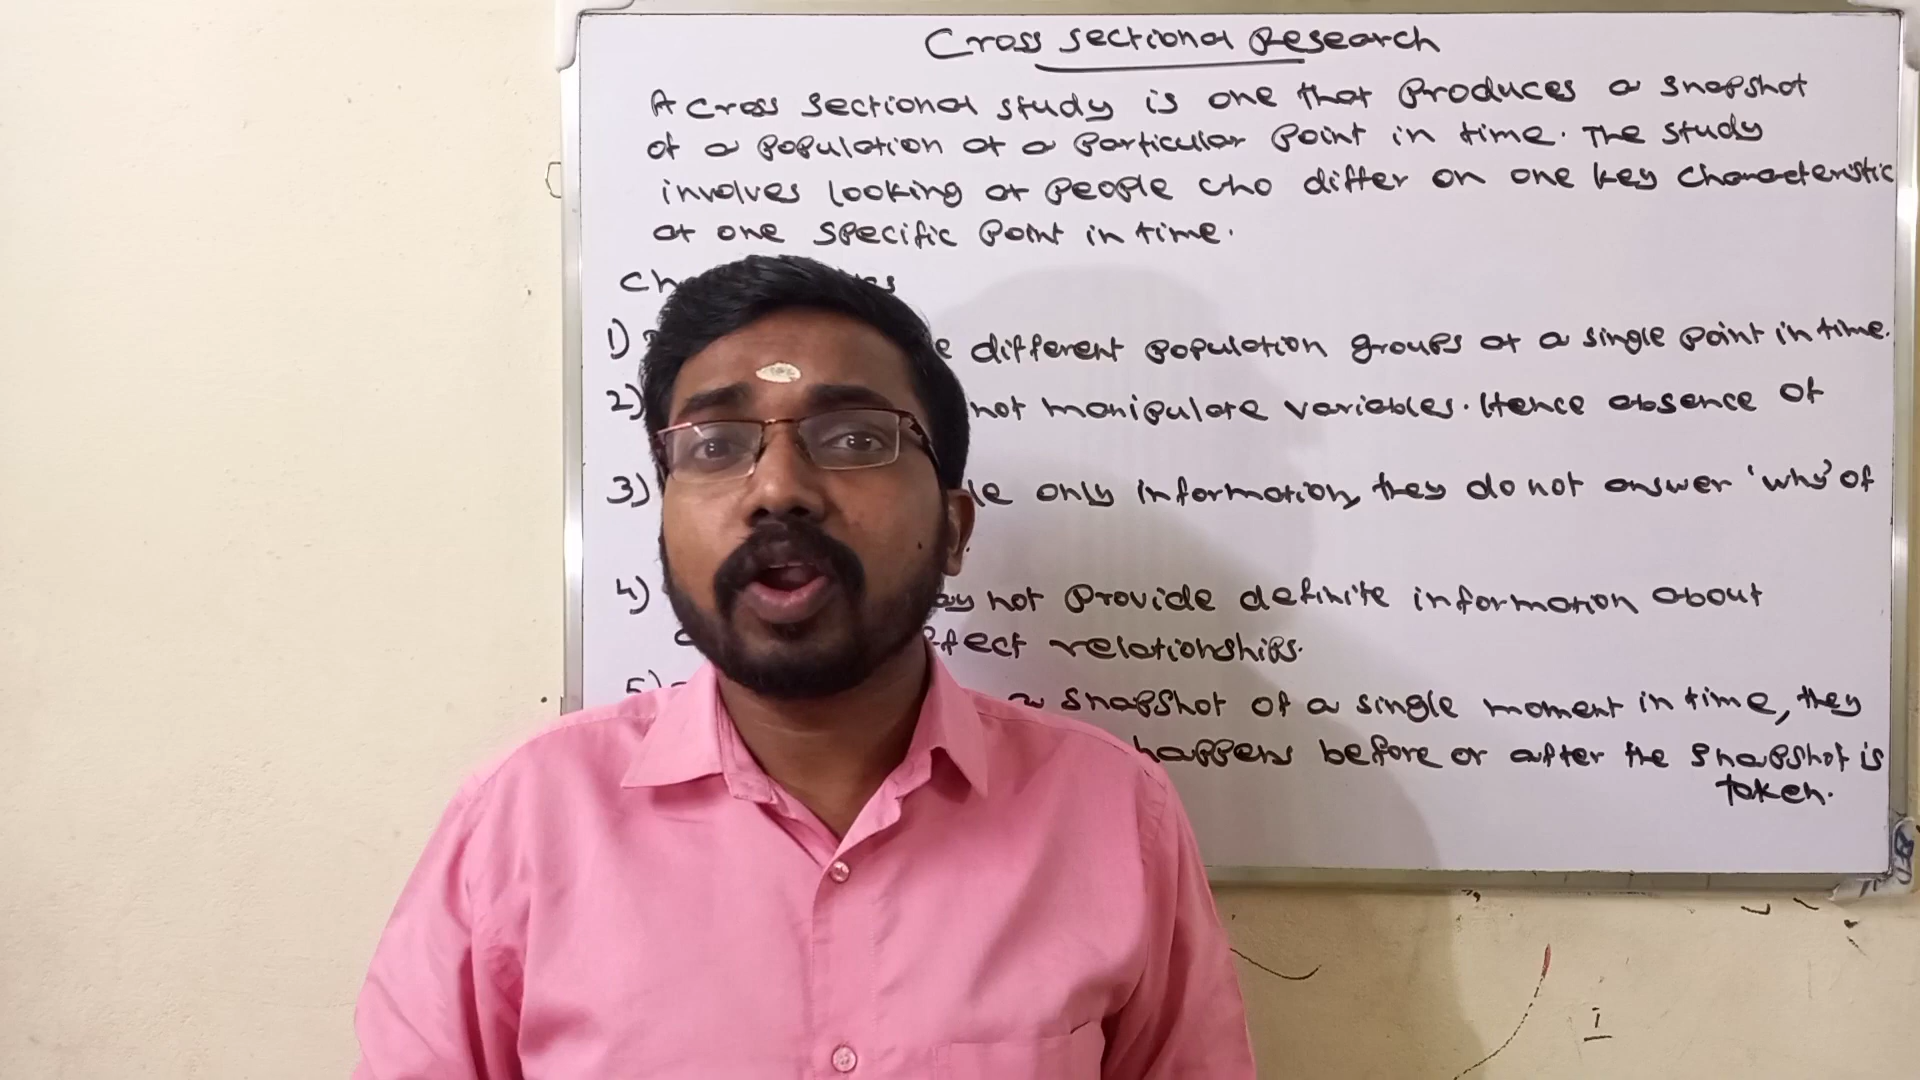 Cross sectional Research
A cross sectional study is one that produces a snapshot
of a population at a particular point in time. The study
involves looking at people who differ on one key characteristic
at one specific point in time.
1) different population groups at a single point in time.
2) not manipulate variables. Hence absence of
3) only information, they do not answer 'why' of
4) not provide definite information about
relationships.
5) a snapshot of a single moment in time, they
happens before or after the snapshot is
taken.